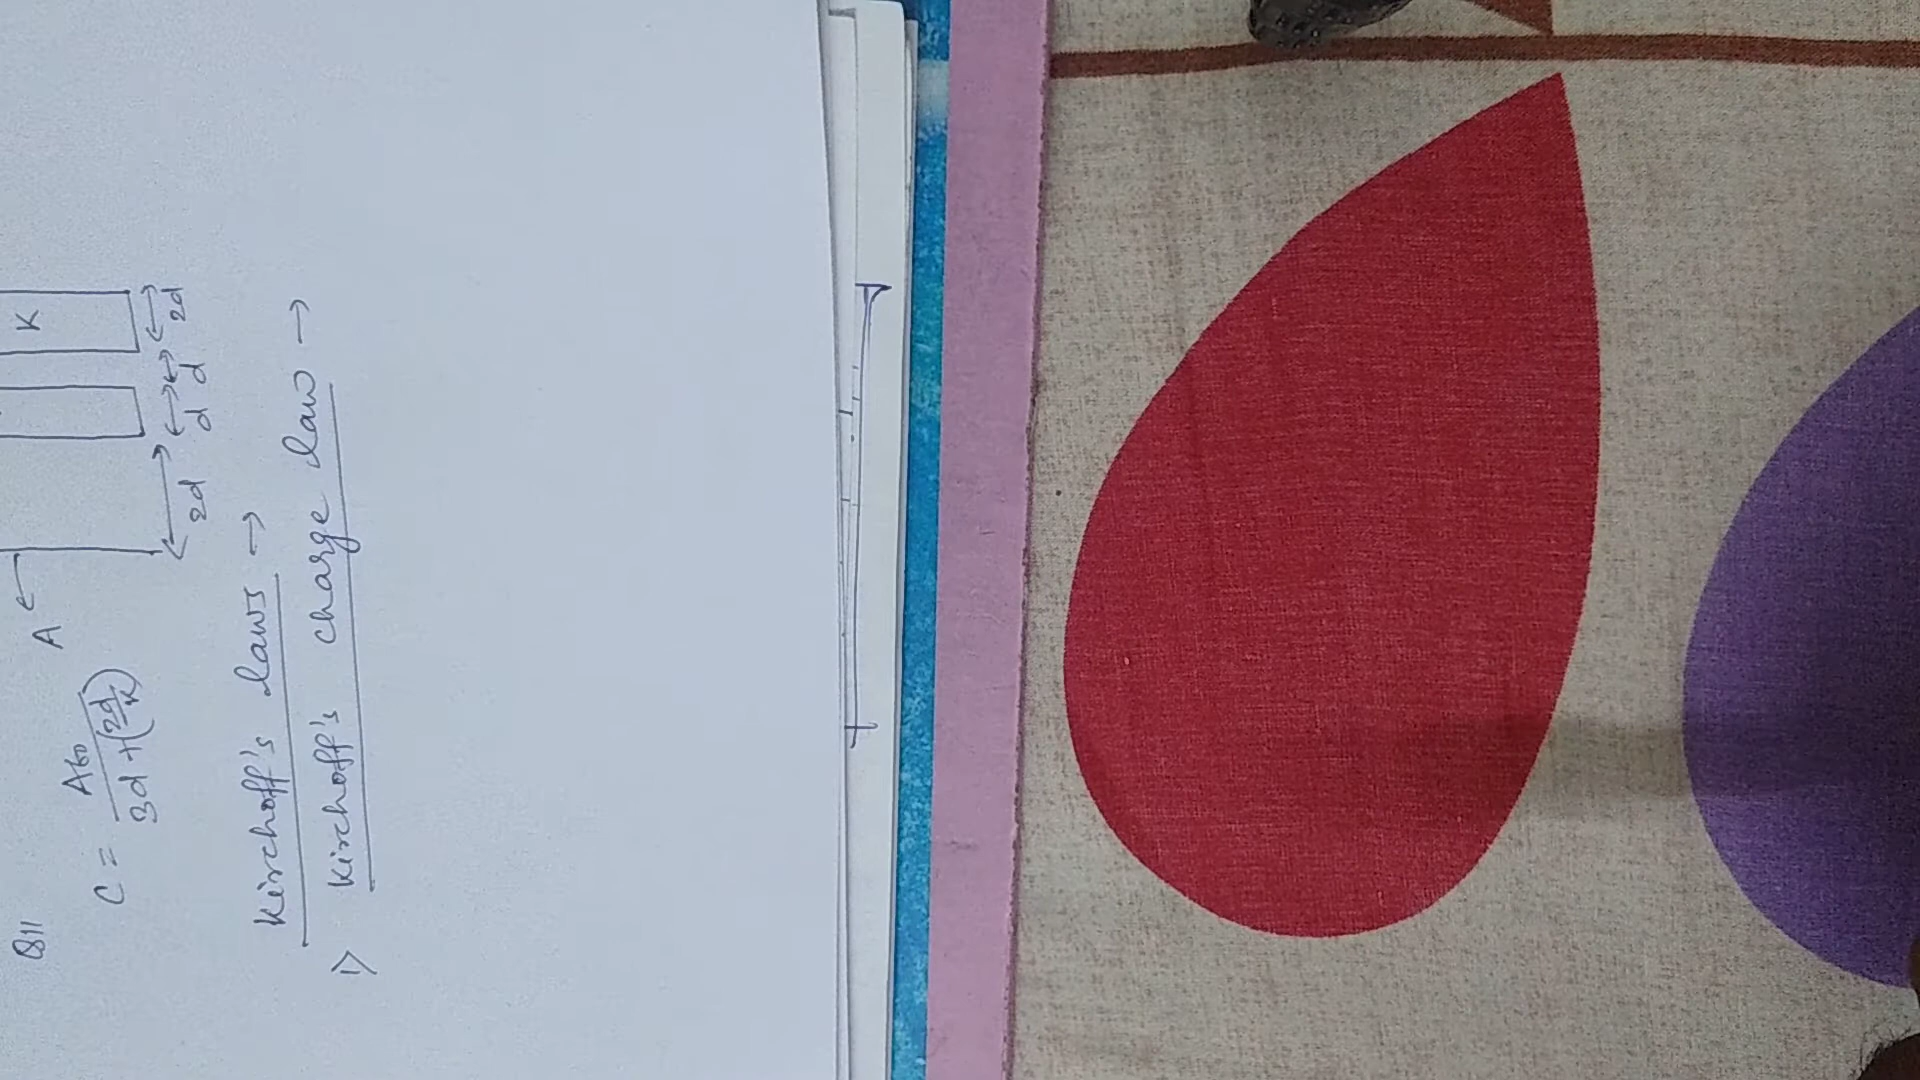 Q11
A
K
C = Aϵ₀ / 3d + (2d/K)
2d d d 2d
Kirchoff's laws →
1) Kirchoff's charge law →